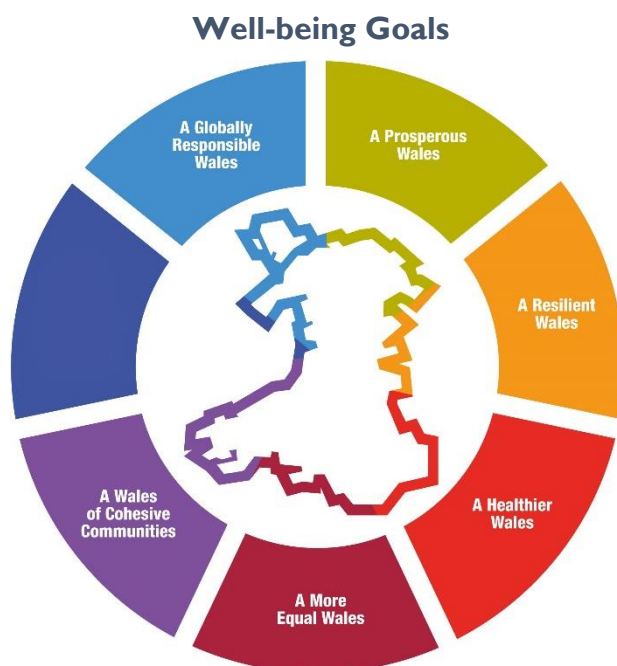 Well-being Goals
A Globally
Responsible
Wales
A Prosperous
Wales
A Resilient
Wales
A Healthier
Wales
A More
Equal Wales
A Wales
of Cohesive
Communities